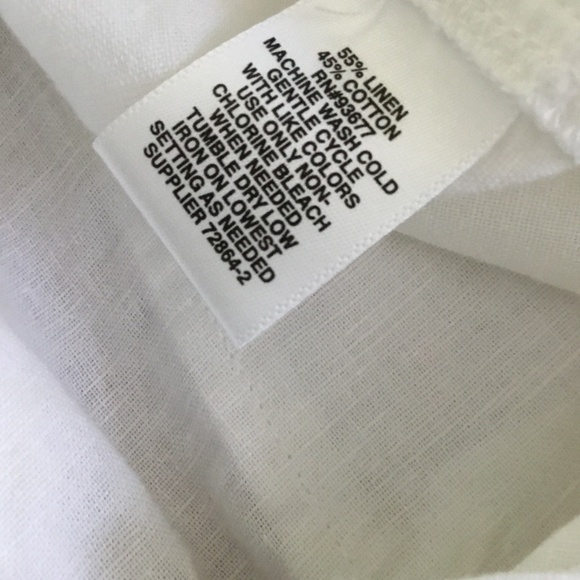 55% LINEN
45% COTTON
RN#93677
MACHINE WASH COLD
GENTLE CYCLE
WITH LIKE COLORS
USE ONLY NON-
CHLORINE BLEACH
WHEN NEEDED
TUMBLE DRY LOW
IRON ON LOWEST
SETTING AS NEEDED
SUPPLIER 72864-2